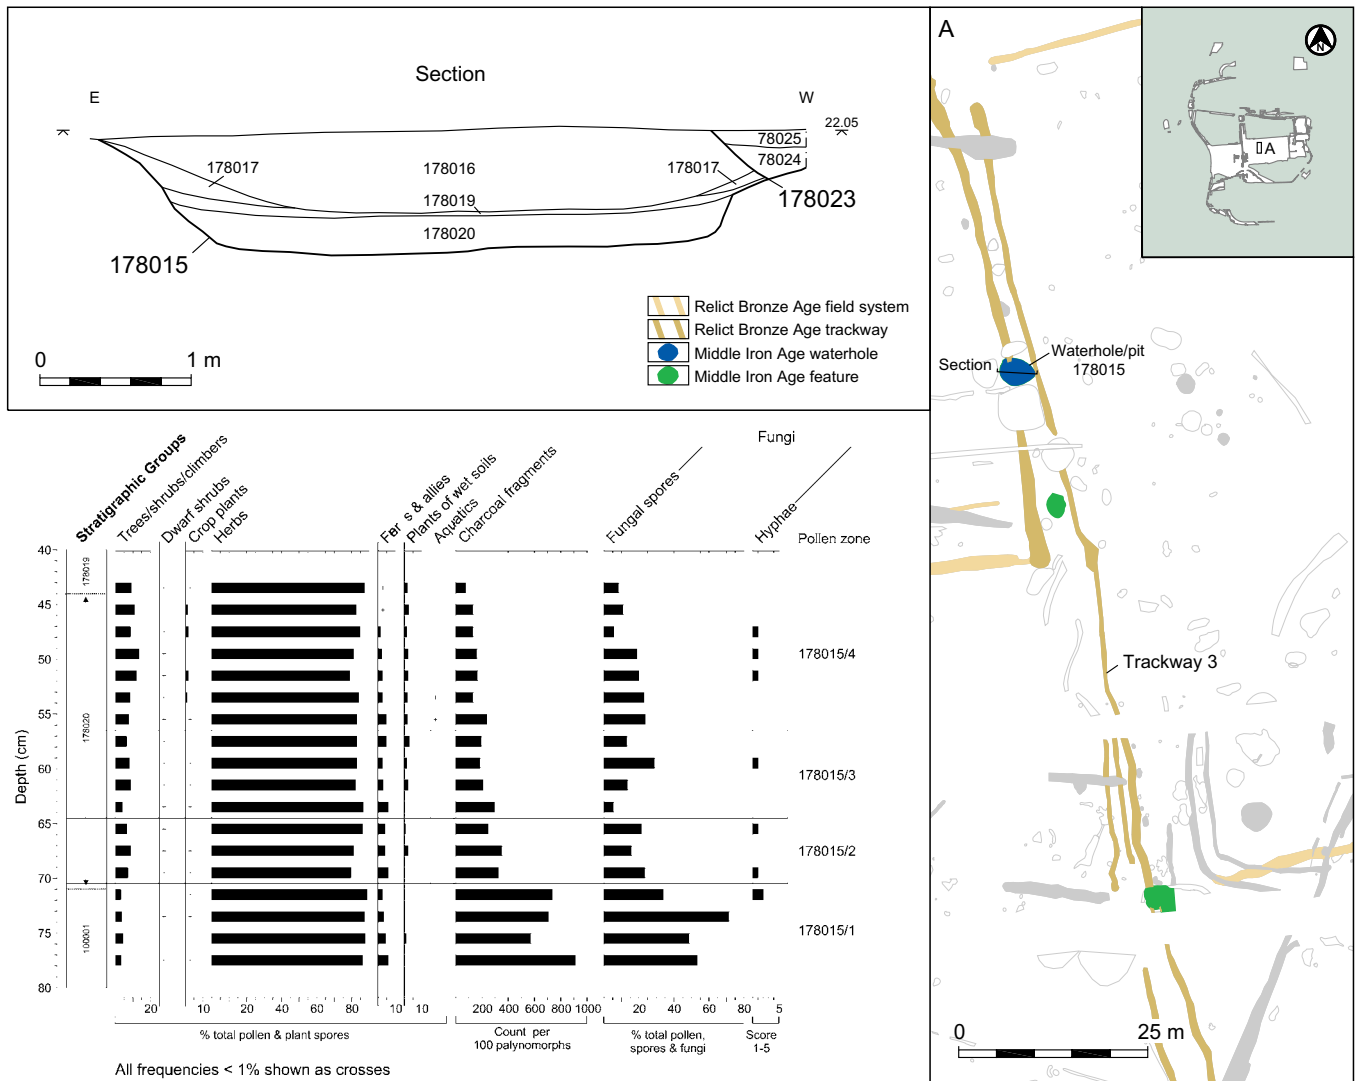 Section
E
W
22.05
178017
178016
178017
78025
78024
178023
178019
178020
178015
0 1 m
Relict Bronze Age field system
Relict Bronze Age trackway
Middle Iron Age waterhole
Middle Iron Age feature
A
N
A
Section
Waterhole/pit
178015
Trackway 3
0 25 m
Fungi
Stratigraphic Groups
Trees/shrubs/climbers
Dwarf shrubs
Crop plants
Herbs
Plants of wet soils
Aquatics
Charcoal fragments
Fungal spores
Hyphae
Pollen zone
40
45
50
55
60
65
70
75
80
Depth (cm)
178019
178020
100001
178015/4
178015/3
178015/2
178015/1
20 10 20 40 60 80 10 10 200 400 600 800 1000 20 40 60 80 5
% total pollen & plant spores
Count per
100 palynomorphs
% total pollen,
spores & fungi
Score
1-5
All frequencies < 1% shown as crosses